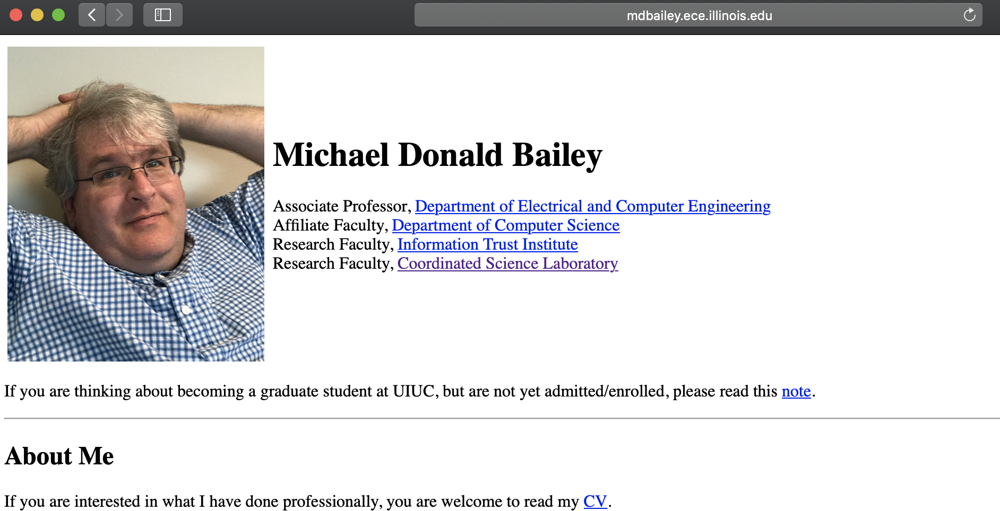 mdbailey.ece.illinois.edu
Michael Donald Bailey
Associate Professor, Department of Electrical and Computer Engineering
Affiliate Faculty, Department of Computer Science
Research Faculty, Information Trust Institute
Research Faculty, Coordinated Science Laboratory
If you are thinking about becoming a graduate student at UIUC, but are not yet admitted/enrolled, please read this note.
About Me
If you are interested in what I have done professionally, you are welcome to read my CV.